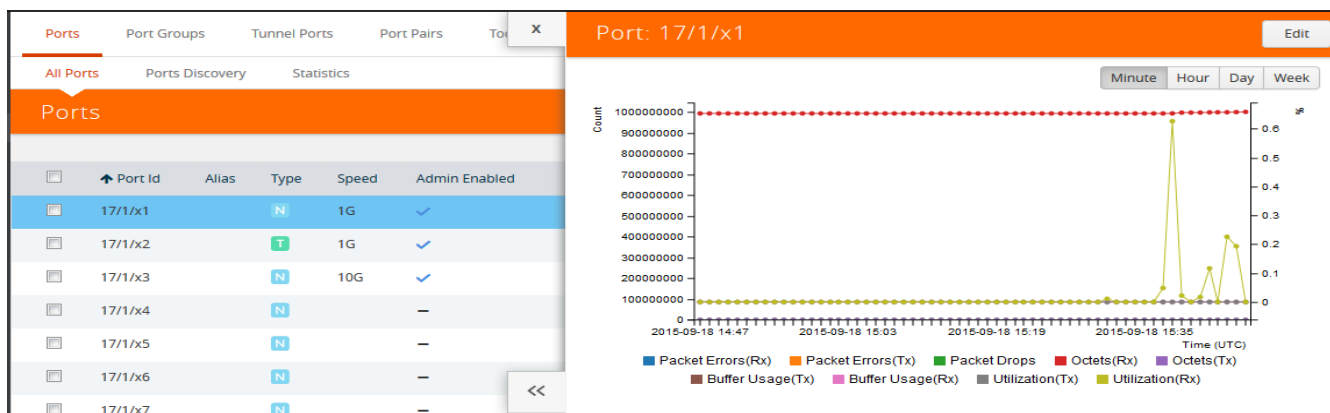 Ports Port Groups Tunnel Ports Port Pairs x
All Ports Ports Discovery Statistics
Ports
Port Id Alias Type Speed Admin Enabled
17/1/x1 N 1G
17/1/x2 T 1G
17/1/x3 N 10G
17/1/x4 N –
17/1/x5 N –
17/1/x6 N –
17/1/x7 N
<<
Port: 17/1/x1 Edit
Minute Hour Day Week
Count
1000000000
900000000
800000000
700000000
600000000
500000000
400000000
300000000
200000000
100000000
0
%
0.6
0.5
0.4
0.3
0.2
0.1
0
2015-09-18 14:47 2015-09-18 15:03 2015-09-18 15:19 2015-09-18 15:35
Time (UTC)
Packet Errors(Rx) Packet Errors(Tx) Packet Drops Octets(Rx) Octets(Tx)
Buffer Usage(Tx) Buffer Usage(Rx) Utilization(Tx) Utilization(Rx)